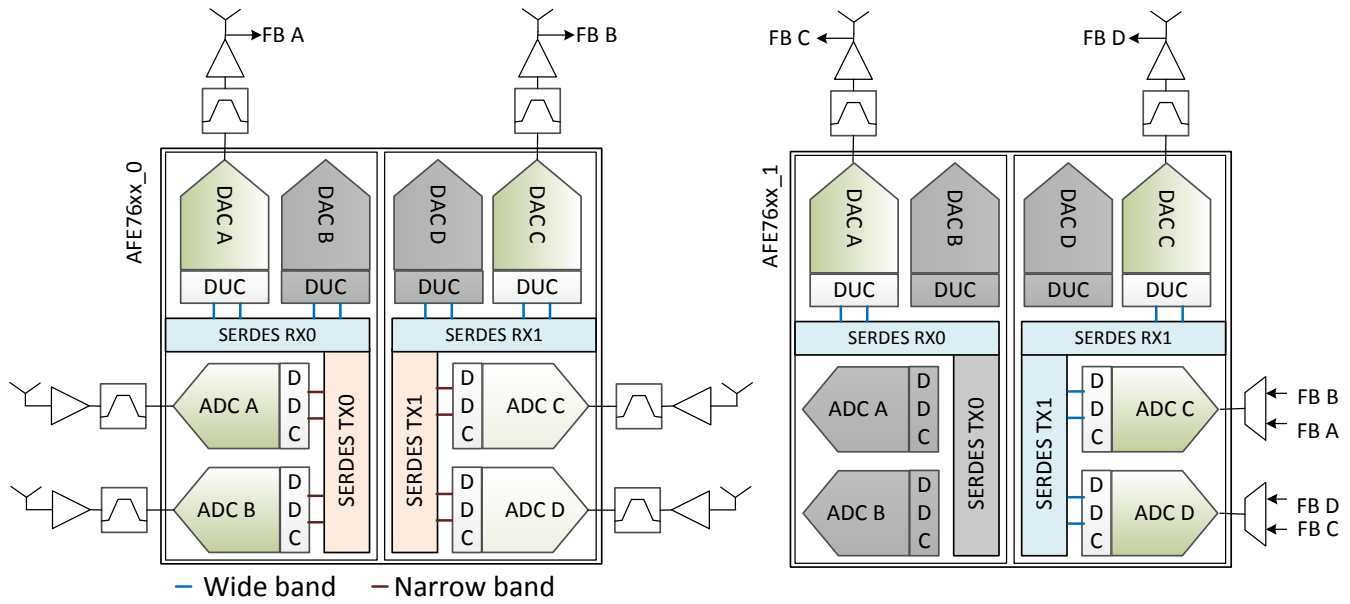 FB A
FB B
FB C
FB D
AFE76xx_0
DAC A
DAC B
DAC D
DAC C
DUC
DUC
DUC
DUC
SERDES RX0
SERDES RX1
ADC A
D
D
C
SERDES TX0
SERDES TX1
D
D
C
ADC C
ADC B
D
D
C
D
D
C
ADC D
Wide band
Narrow band
AFE76xx_1
DAC A
DAC B
DAC D
DAC C
DUC
DUC
DUC
DUC
SERDES RX0
SERDES RX1
ADC A
D
D
C
SERDES TX0
SERDES TX1
D
D
C
ADC C
FB B
FB A
ADC B
D
D
C
D
D
C
ADC D
FB D
FB C